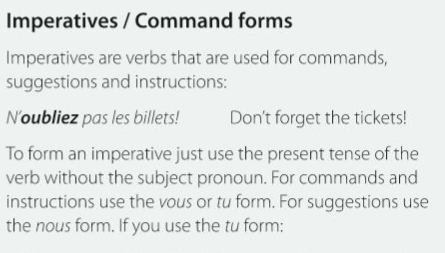 Imperatives / Command forms
Imperatives are verbs that are used for commands,
suggestions and instructions:
N'oubliez pas les billets! Don't forget the tickets!
To form an imperative just use the present tense of the
verb without the subject pronoun. For commands and
instructions use the vous or tu form. For suggestions use
the nous form. If you use the tu form: